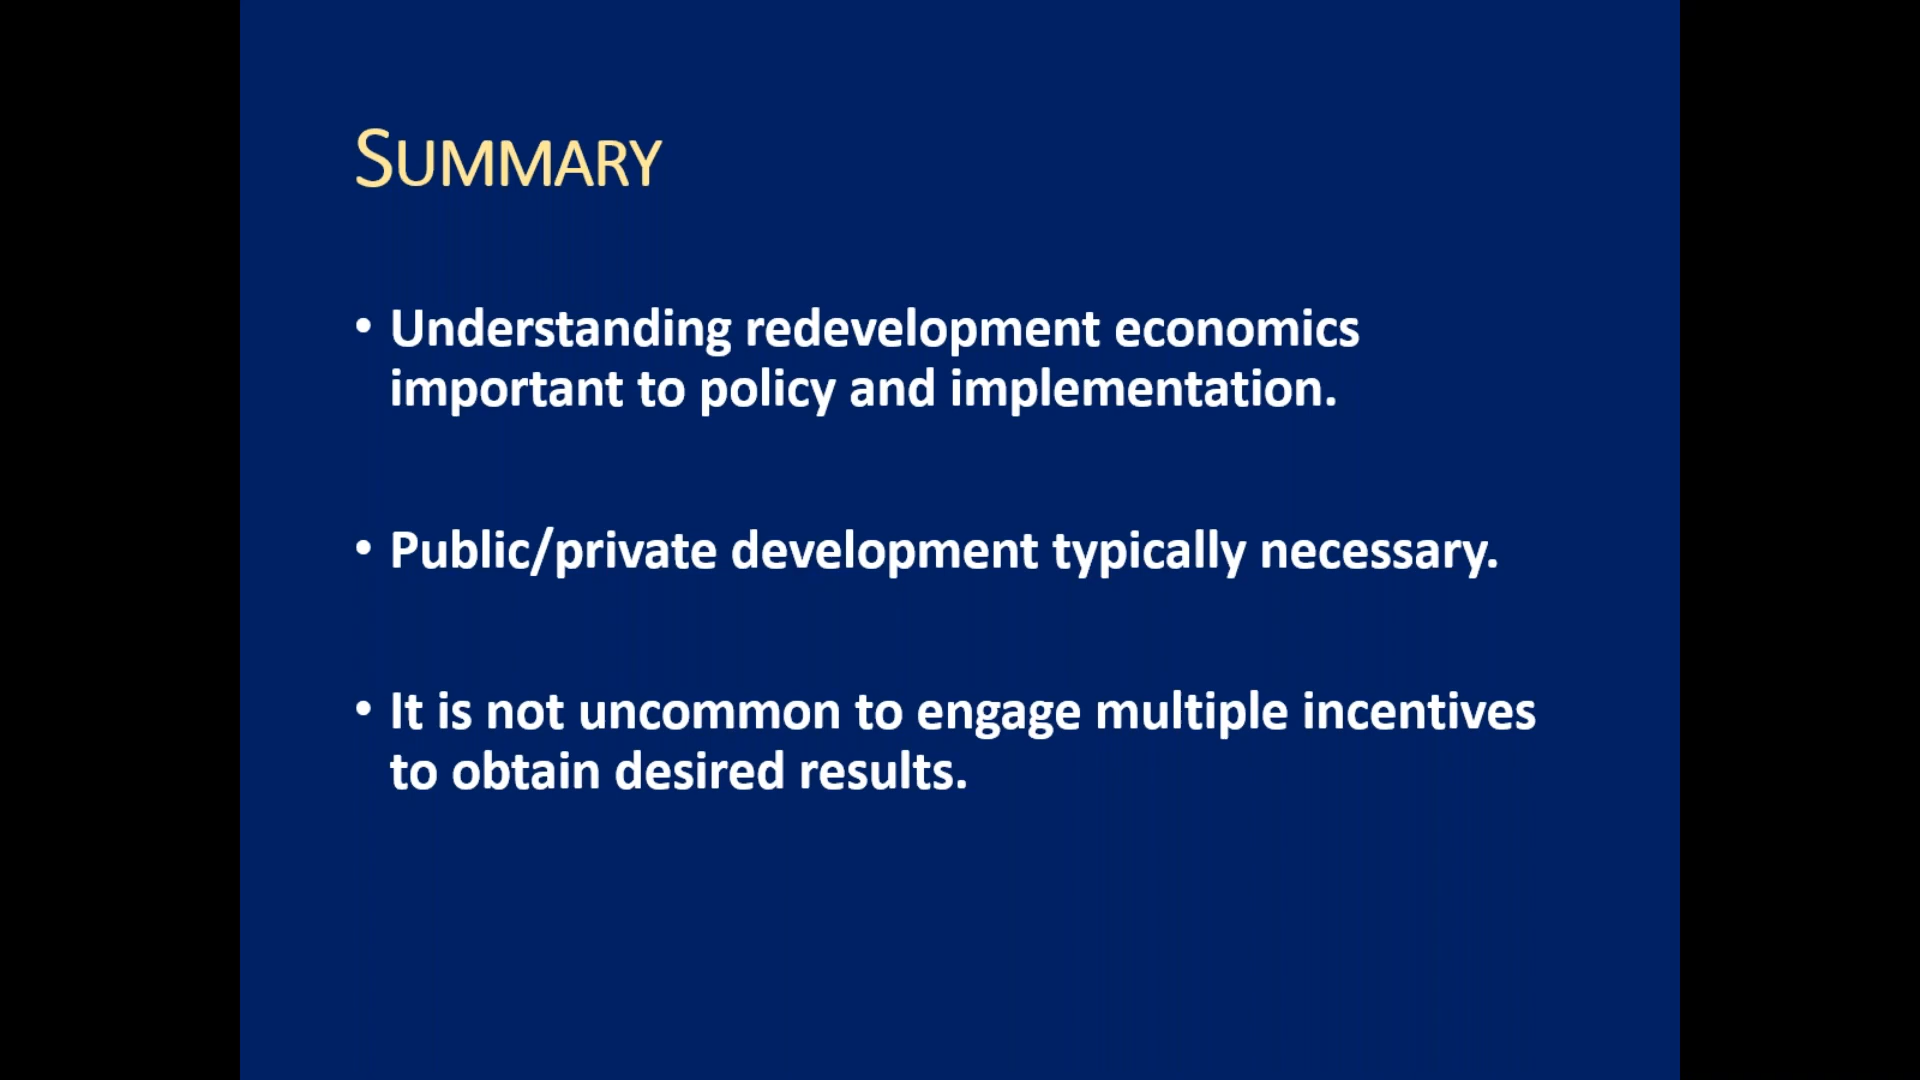 SUMMARY
• Understanding redevelopment economics
important to policy and implementation.
• Public/private development typically necessary.
• It is not uncommon to engage multiple incentives
to obtain desired results.